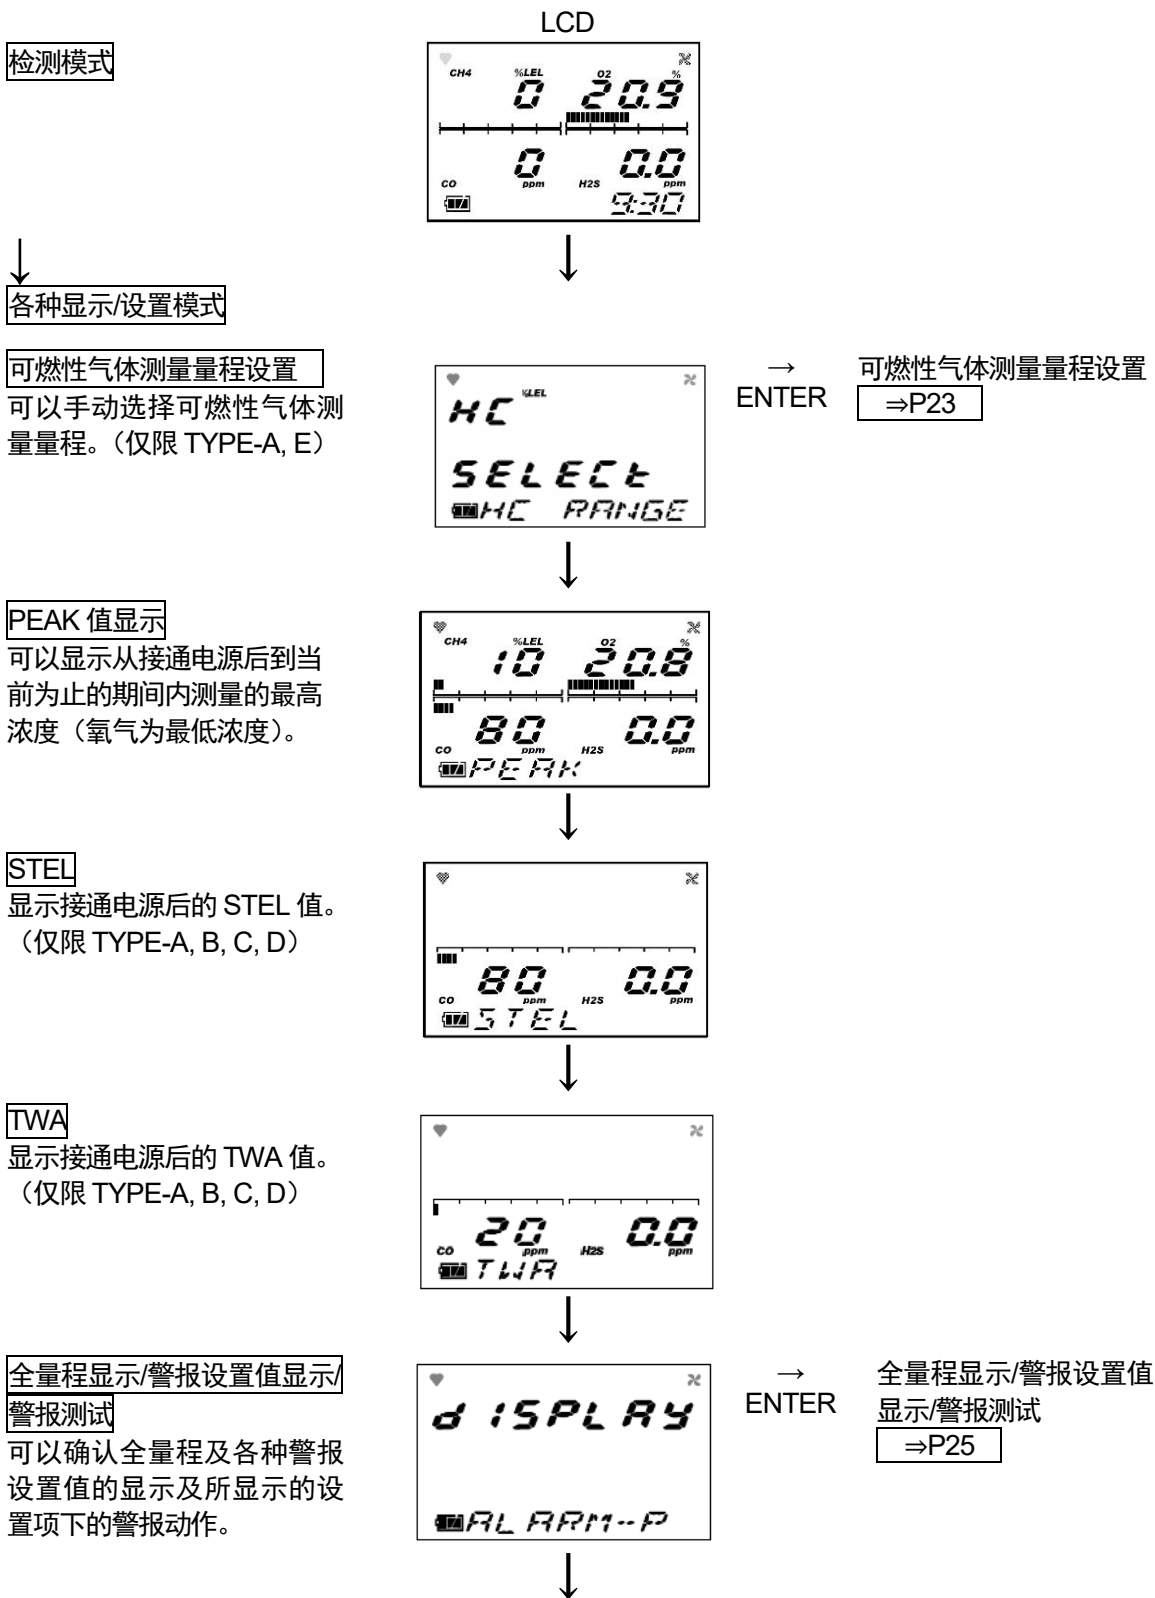 LCD
检测模式
CH4 %LEL O2 %
0 20.9
0 0.0
CO ppm H2S ppm
9:30
↓ ↓
各种显示/设置模式
可燃性气体测量量程设置
可以手动选择可燃性气体测
量量程。（仅限 TYPE-A, E）
%LEL
HC
SELECt
HC RANGE
→
ENTER
可燃性气体测量量程设置
⇒P23
↓
PEAK 值显示
可以显示从接通电源后到当
前为止的期间内测量的最高
浓度（氧气为最低浓度）。
CH4 %LEL O2 %
10 20.8
80 0.0
CO ppm H2S ppm
PEAK
↓
STEL
显示接通电源后的 STEL 值。
（仅限 TYPE-A, B, C, D）
80 0.0
CO ppm H2S ppm
STEL
↓
TWA
显示接通电源后的 TWA 值。
（仅限 TYPE-A, B, C, D）
20 0.0
CO ppm H2S ppm
TWA
↓
全量程显示/警报设置值显示/
警报测试
可以确认全量程及各种警报
设置值的显示及所显示的设
置项下的警报动作。
dISPLAY
ALARM--P
→
ENTER
全量程显示/警报设置值
显示/警报测试
⇒P25
↓